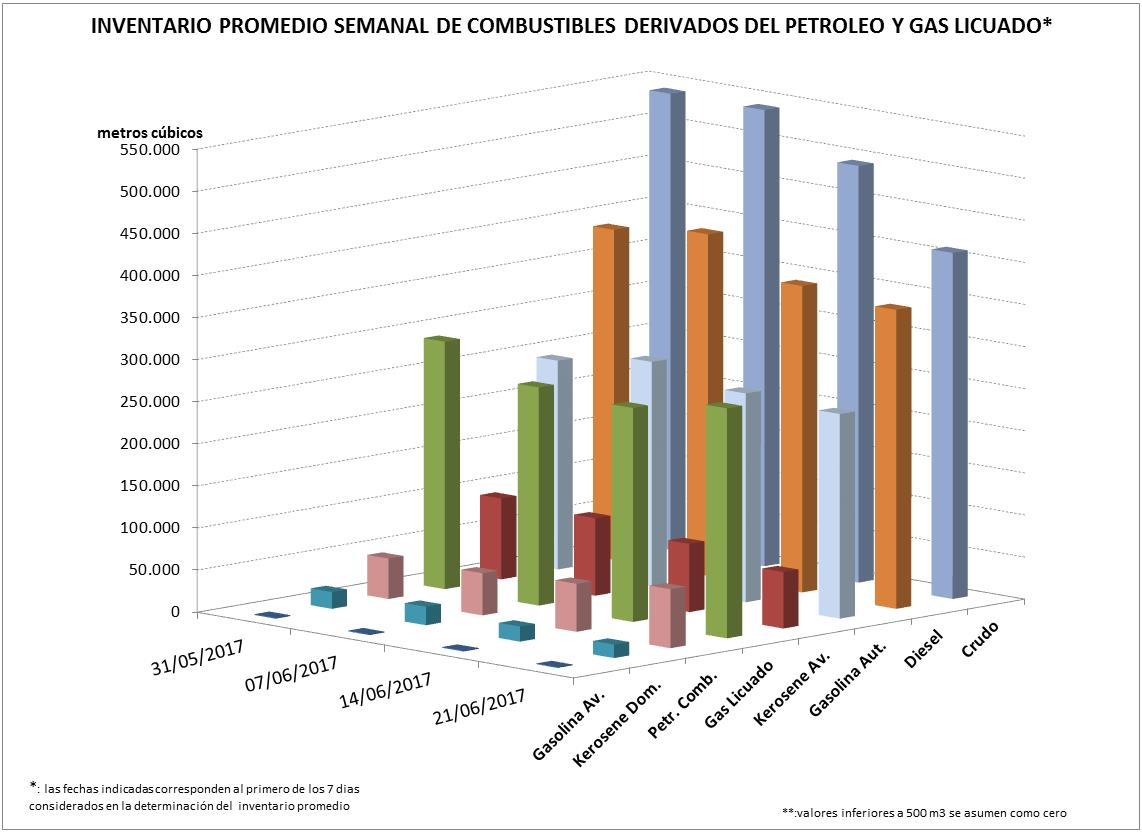 INVENTARIO PROMEDIO SEMANAL DE COMBUSTIBLES DERIVADOS DEL PETROLEO Y GAS LICUADO*
metros cúbicos
550.000
500.000
450.000
400.000
350.000
300.000
250.000
200.000
150.000
100.000
50.000
0
31/05/2017
07/06/2017
14/06/2017
21/06/2017
Gasolina Av.
Kerosene Dom.
Petr. Comb.
Gas Licuado
Kerosene Av.
Gasolina Aut.
Diesel
Crudo
*: las fechas indicadas corresponden al primero de los 7 dias
considerados en la determinación del inventario promedio
**:valores inferiores a 500 m3 se asumen como cero